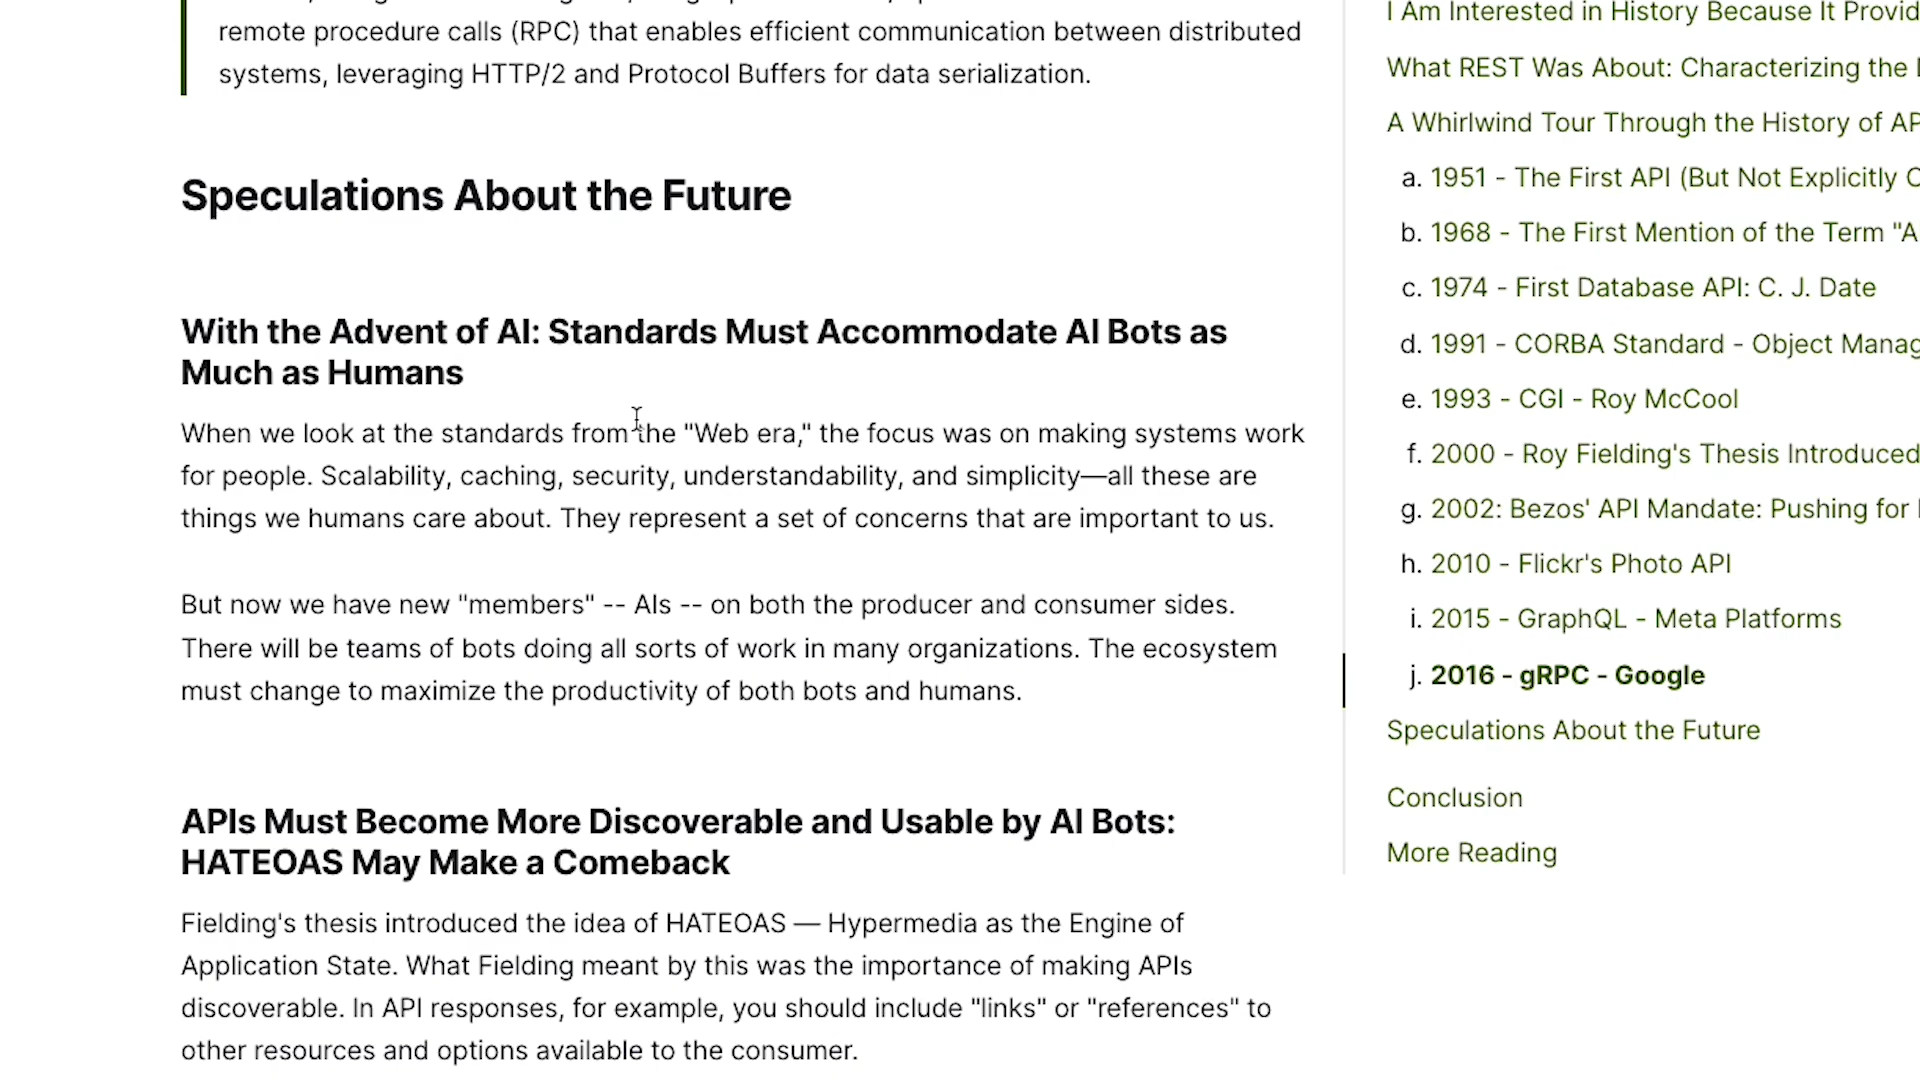 remote procedure calls (RPC) that enables efficient communication between distributed
systems, leveraging HTTP/2 and Protocol Buffers for data serialization.
Speculations About the Future
With the Advent of AI: Standards Must Accommodate AI Bots as
Much as Humans
When we look at the standards from the "Web era," the focus was on making systems work
for people. Scalability, caching, security, understandability, and simplicity—all these are
things we humans care about. They represent a set of concerns that are important to us.
But now we have new "members" -- AIs -- on both the producer and consumer sides.
There will be teams of bots doing all sorts of work in many organizations. The ecosystem
must change to maximize the productivity of both bots and humans.
APIs Must Become More Discoverable and Usable by AI Bots:
HATEOAS May Make a Comeback
Fielding's thesis introduced the idea of HATEOAS — Hypermedia as the Engine of
Application State. What Fielding meant by this was the importance of making APIs
discoverable. In API responses, for example, you should include "links" or "references" to
other resources and options available to the consumer.
I Am Interested in History Because It Provid
What REST Was About: Characterizing the
A Whirlwind Tour Through the History of AP
a. 1951 - The First API (But Not Explicitly
b. 1968 - The First Mention of the Term "A
c. 1974 - First Database API: C. J. Date
d. 1991 - CORBA Standard - Object Manag
e. 1993 - CGI - Roy McCool
f. 2000 - Roy Fielding's Thesis Introduced
g. 2002: Bezos' API Mandate: Pushing for
h. 2010 - Flickr's Photo API
i. 2015 - GraphQL - Meta Platforms
j. 2016 - gRPC - Google
Speculations About the Future
Conclusion
More Reading